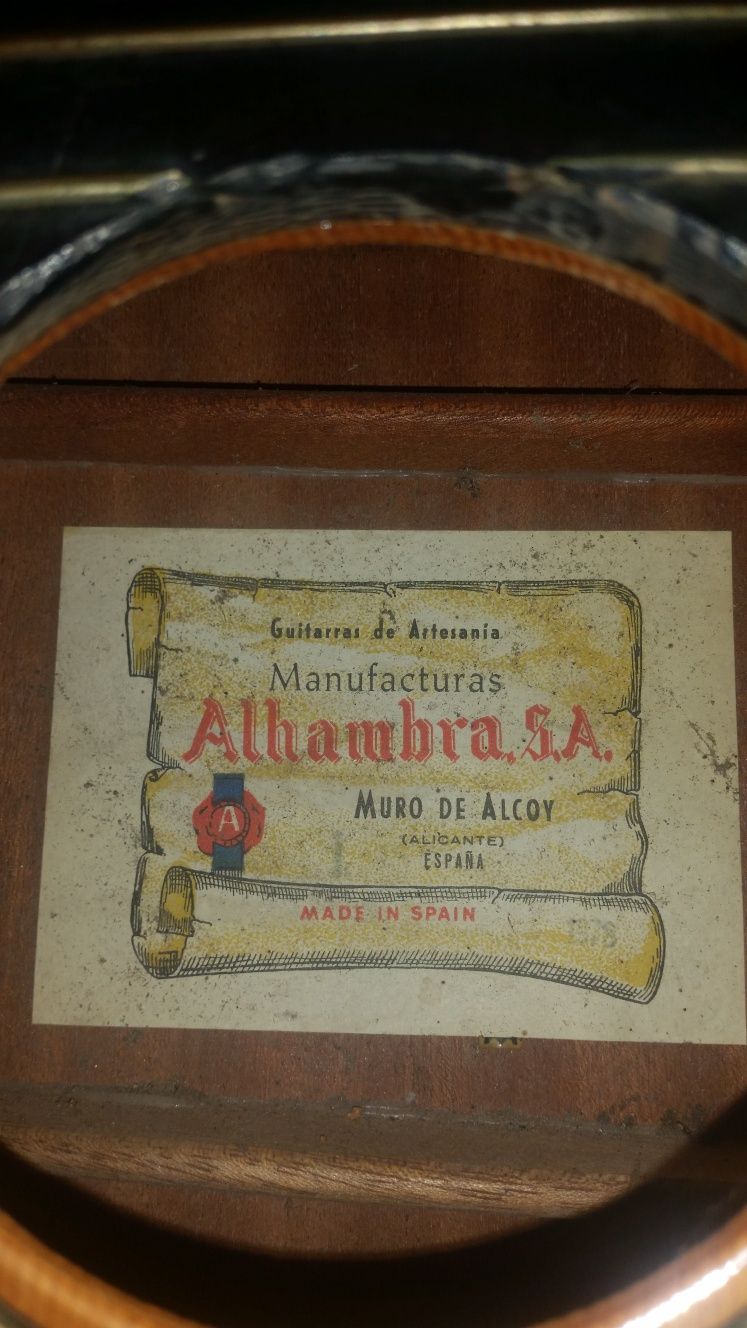 Guitarras de Artesanía
Manufacturas
Alhambra, S.A.
A
MURO DE ALCOY
(ALICANTE)
ESPAÑA
MADE IN SPAIN